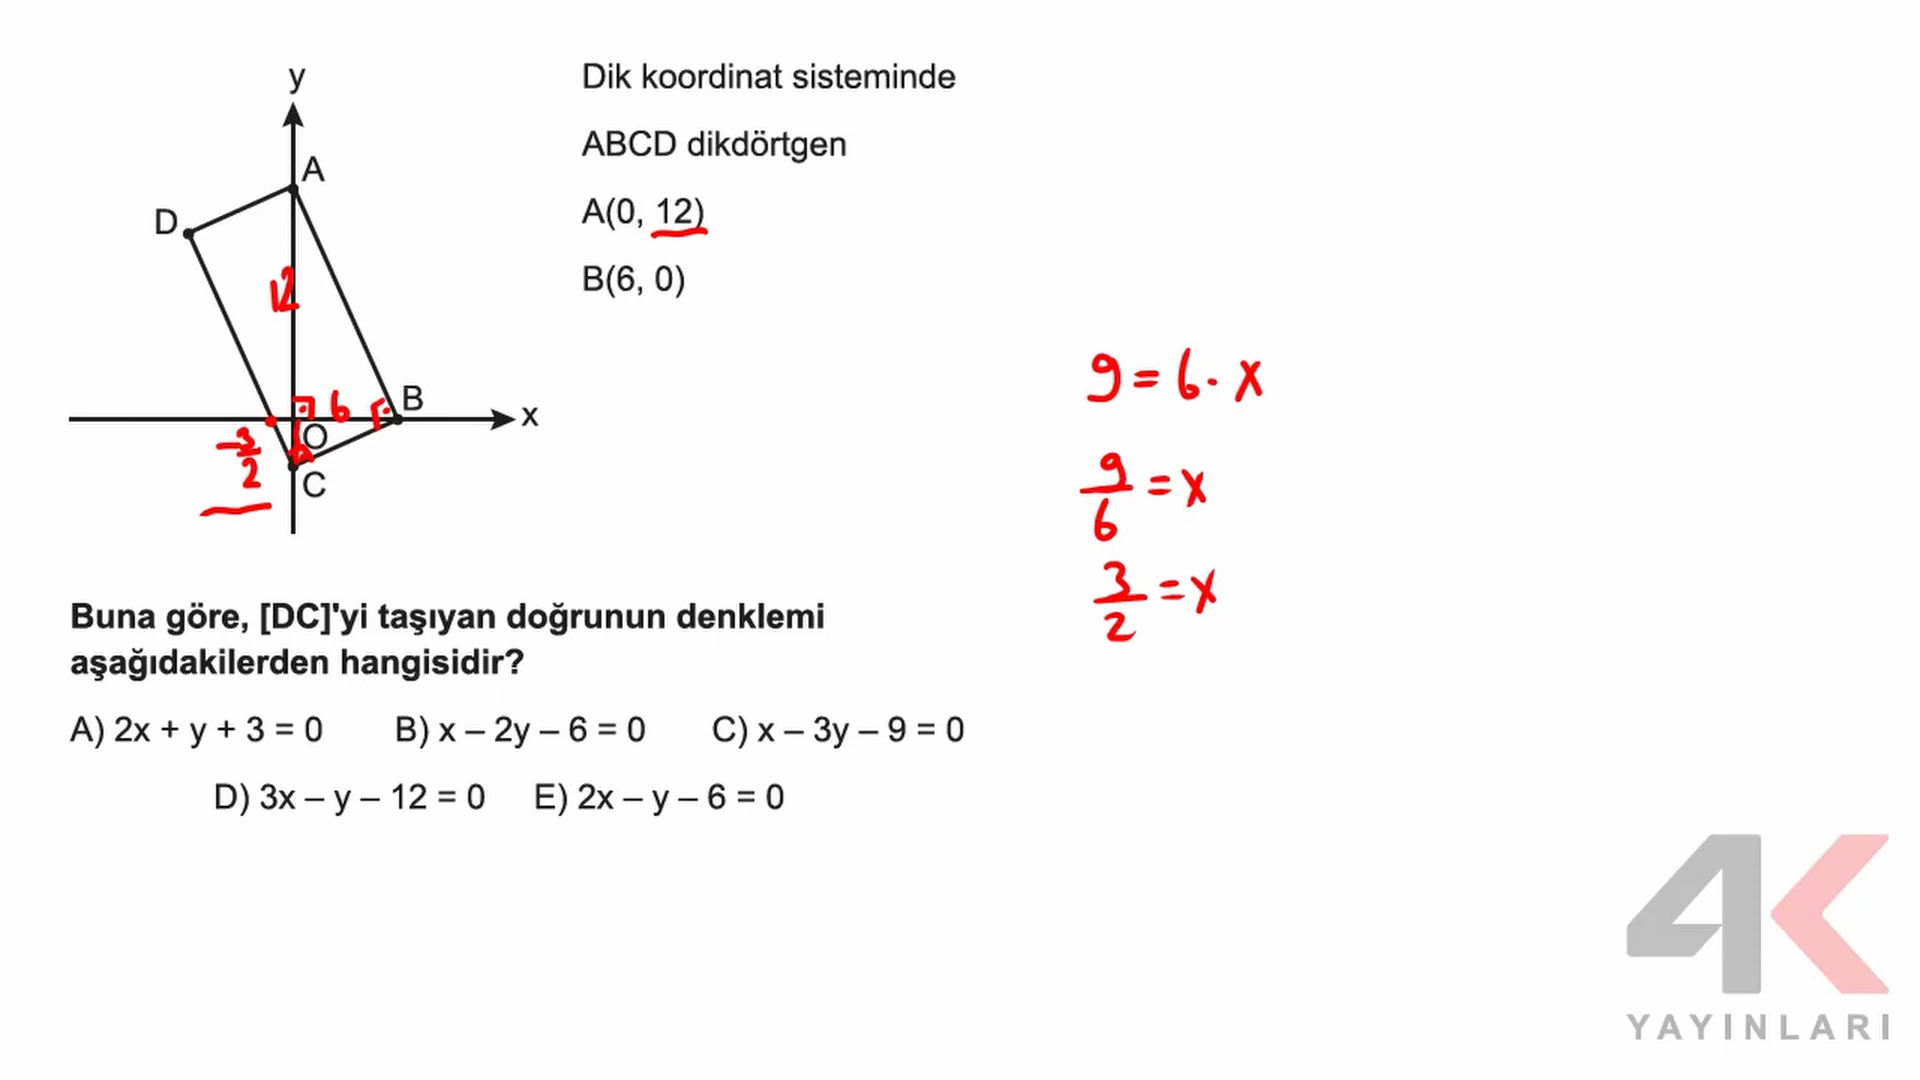 y
Dik koordinat sisteminde
ABCD dikdörtgen
A
A(0, 12)
D
B(6, 0)
12
9 = 6 · x
6
B
x
O
-3/2
C
9/6 = x
3/2 = x
Buna göre, [DC]'yi taşıyan doğrunun denklemi
aşağıdakilerden hangisidir?
A) 2x + y + 3 = 0 B) x – 2y – 6 = 0 C) x – 3y – 9 = 0
D) 3x – y – 12 = 0 E) 2x – y – 6 = 0
4K
YAYINLARI